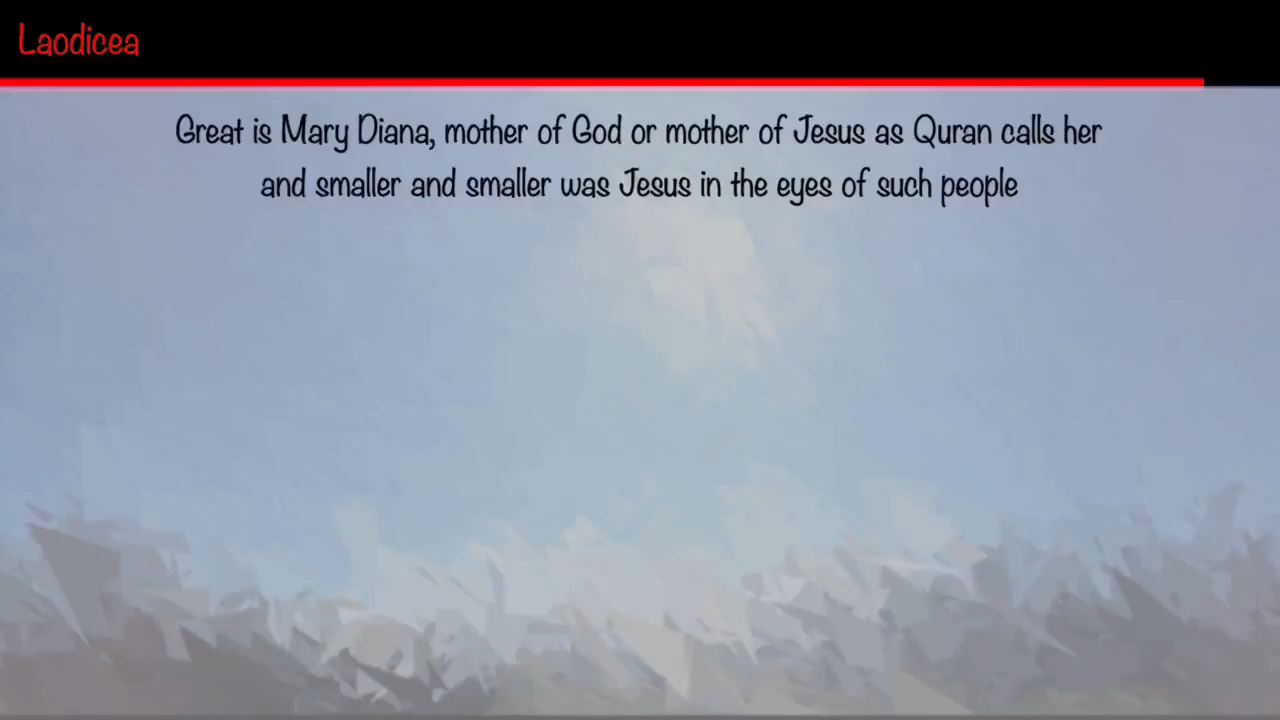 Laodicea
Great is Mary Diana, mother of God or mother of Jesus as Quran calls her
and smaller and smaller was Jesus in the eyes of such people